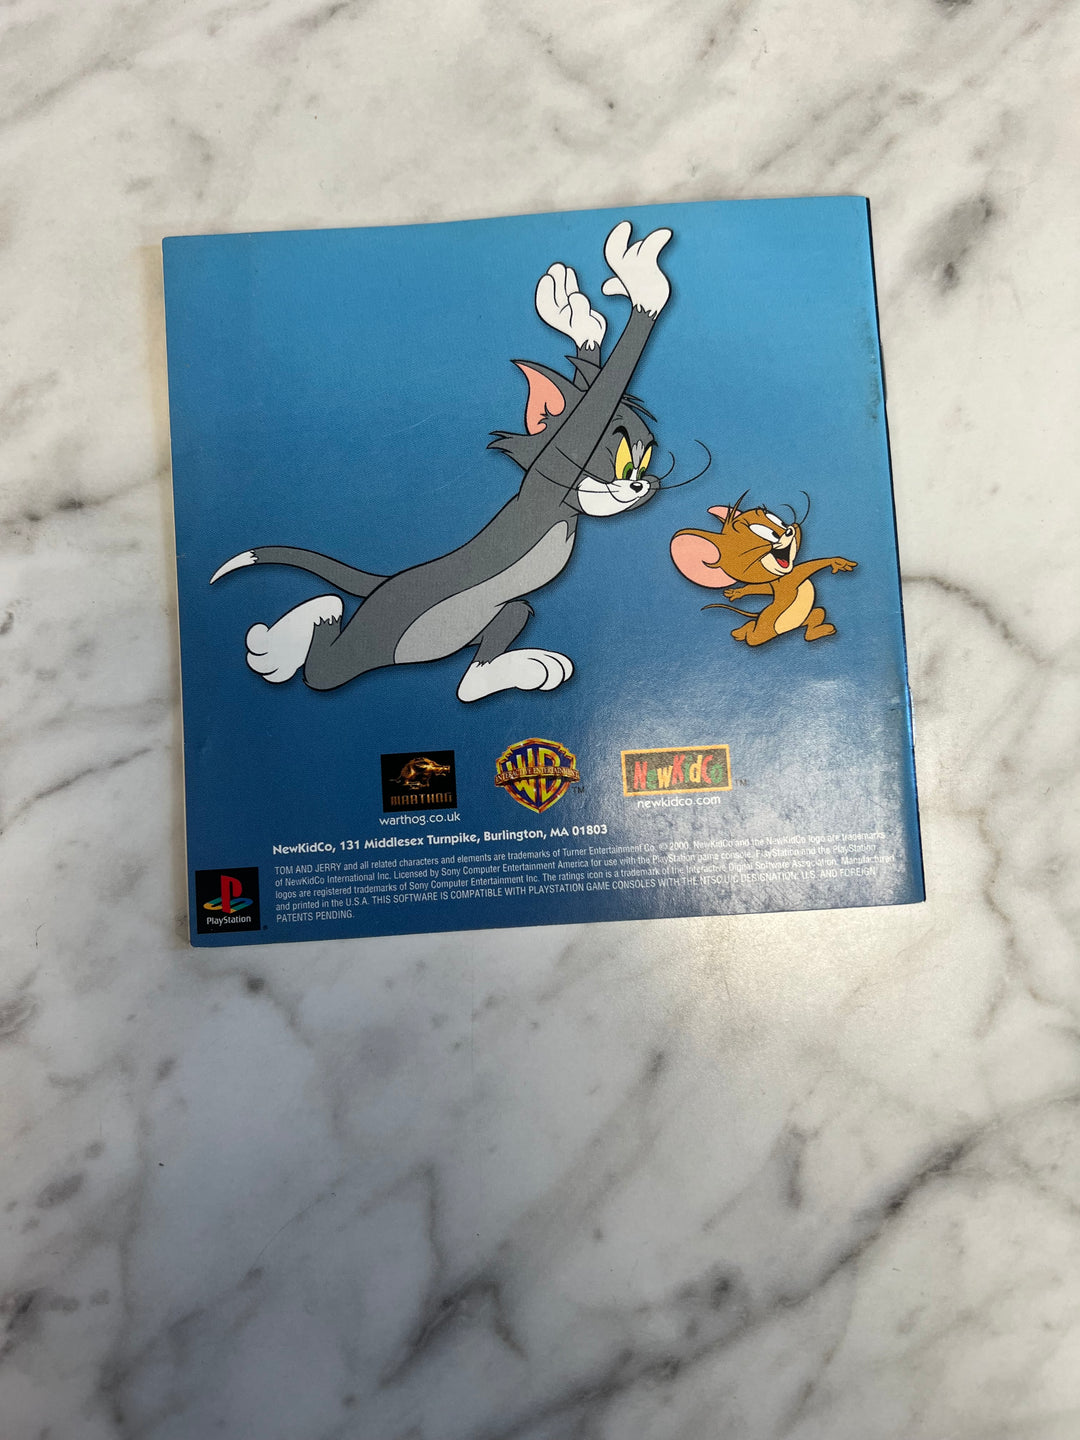 WARTHOG
warthog.co.uk
WB
INTERACTIVE ENTERTAINMENT
TM
NewKidCo
TM
newkidco.com
NewKidCo, 131 Middlesex Turnpike, Burlington, MA 01803
TOM AND JERRY and all related characters and elements are trademarks of Turner Entertainment Co. © 2000. NewKidCo and the NewKidCo logo are trademarks
of NewKidCo International Inc. Licensed by Sony Computer Entertainment America for use with the PlayStation game console. PlayStation and the PlayStation
logos are registered trademarks of Sony Computer Entertainment Inc. The ratings icon is a trademark of the Interactive Digital Software Association. Manufactured
and printed in the U.S.A. THIS SOFTWARE IS COMPATIBLE WITH PLAYSTATION GAME CONSOLES WITH THE NTSC U/C DESIGNATION. U.S. AND FOREIGN
PATENTS PENDING.
PlayStation
®